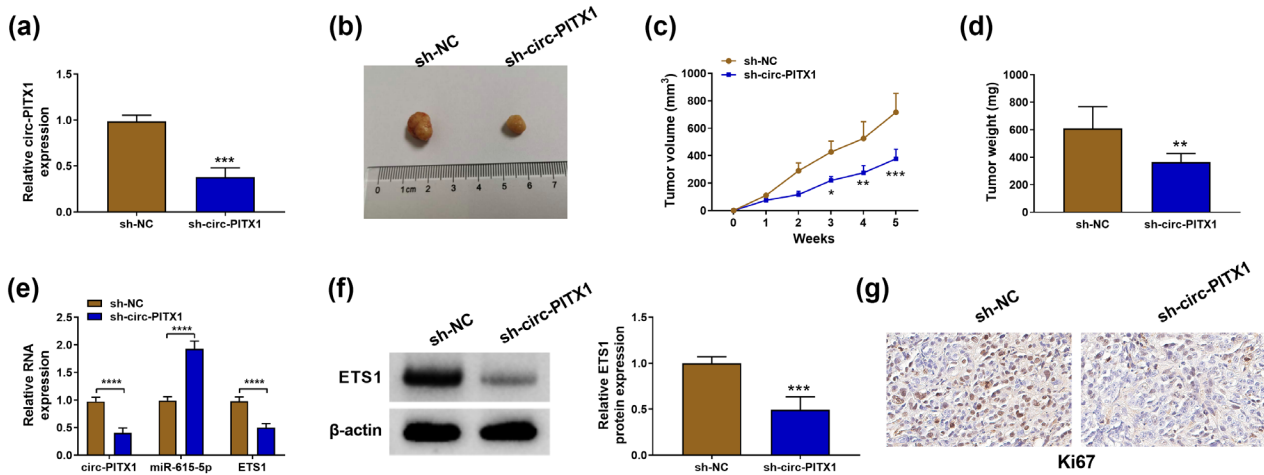 (a)
Relative circ-PITX1
expression
1.5
1.0
0.5
0.0
***
sh-NC
sh-circ-PITX1
(b)
sh-NC
sh-circ-PITX1
0 1cm 2 3 4 5 6 7
(c)
sh-NC
sh-circ-PITX1
Tumor volume (mm³)
1000
800
600
400
200
0
*
**
***
0 1 2 3 4 5
Weeks
(d)
Tumor weight (mg)
1000
800
600
400
200
0
**
sh-NC
sh-circ-PITX1
(e)
sh-NC
sh-circ-PITX1
Relative RNA
expression
2.5
2.0
1.5
1.0
0.5
0.0
****
****
****
circ-PITX1
miR-615-5p
ETS1
(f)
sh-NC
sh-circ-PITX1
ETS1
β-actin
Relative ETS1
protein expression
1.5
1.0
0.5
0.0
***
sh-NC
sh-circ-PITX1
(g)
sh-NC
sh-circ-PITX1
Ki67